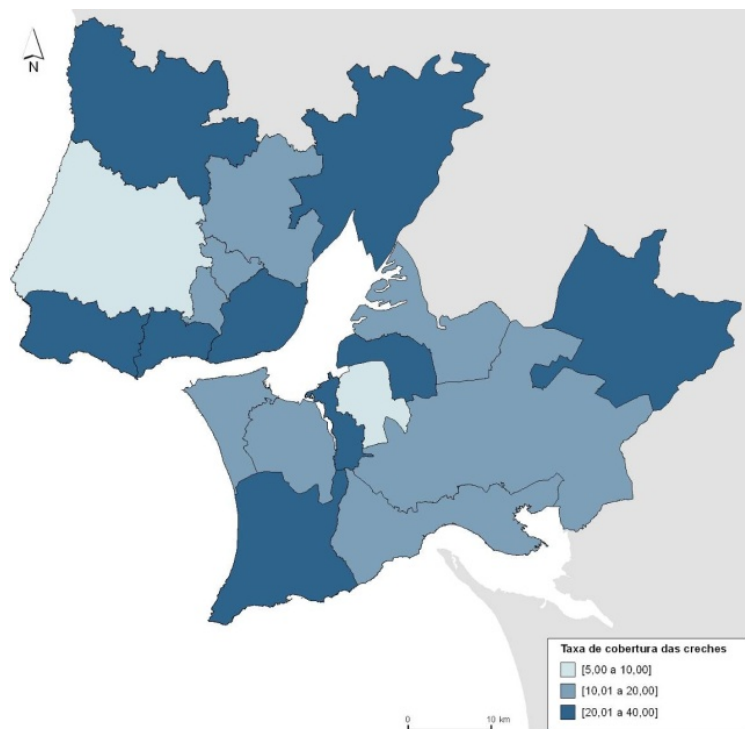 N
Taxa de cobertura das creches
[5,00 a 10,00]
[10,01 a 20,00]
[20,01 a 40,00]
0 10 km